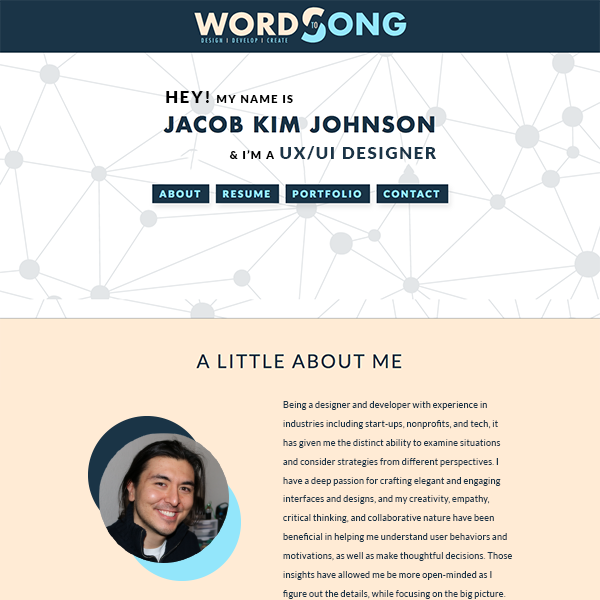 WORD TO SONG
DESIGN | DEVELOP | CREATE
HEY! MY NAME IS
JACOB KIM JOHNSON
& I'M A UX/UI DESIGNER
ABOUT RESUME PORTFOLIO CONTACT
A LITTLE ABOUT ME
Being a designer and developer with experience in
industries including start-ups, nonprofits, and tech, it
has given me the distinct ability to examine situations
and consider strategies from different perspectives. I
have a deep passion for crafting elegant and engaging
interfaces and designs, and my creativity, empathy,
critical thinking, and collaborative nature have been
beneficial in helping me understand user behaviors and
motivations, as well as make thoughtful decisions. Those
insights have allowed me be more open-minded as I
figure out the details, while focusing on the big picture.